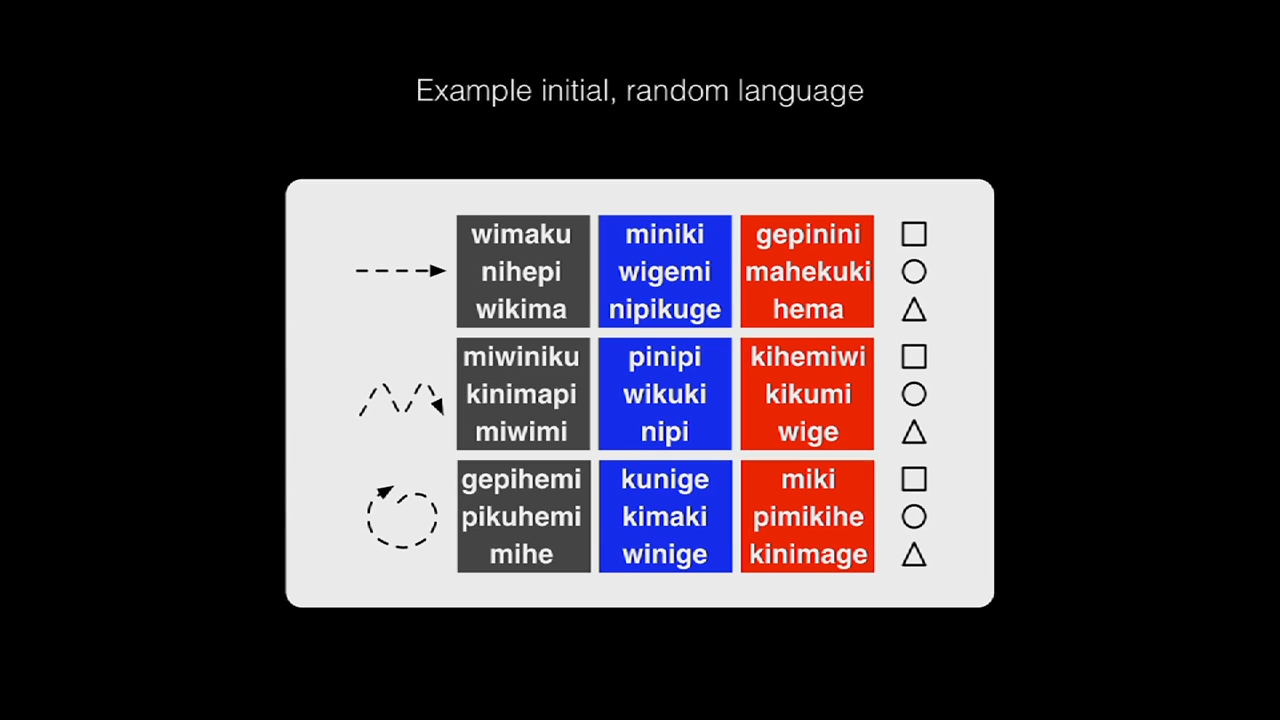 Example initial, random language
wimaku miniki gepinini
nihepi wigemi mahekuki
wikima nipikuge hema
miwiniku pinipi kihemiwi
kinimapi wikuki kikumi
miwimi nipi wige
gepihemi kunige miki
pikuhemi kimaki pimikihe
mihe winige kinimage